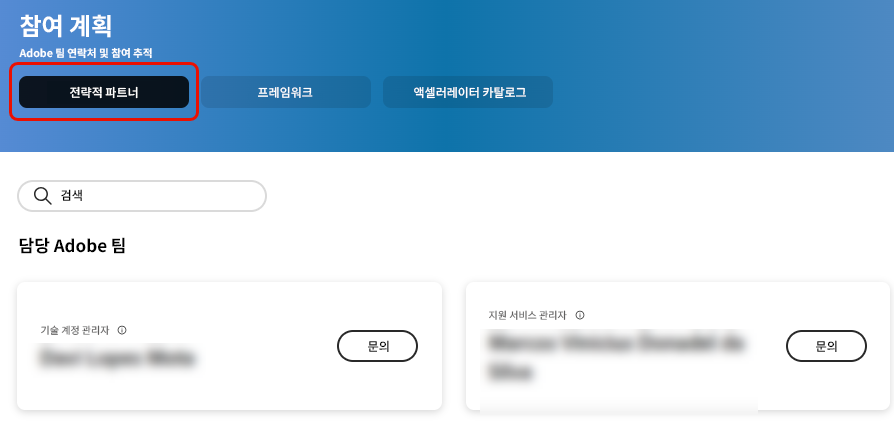 참여 계획
Adobe 팀 연락처 및 참여 추적
전략적 파트너
프레임워크
액셀러레이터 카탈로그
검색
담당 Adobe 팀
기술 계정 관리자
문의
지원 서비스 관리자
문의